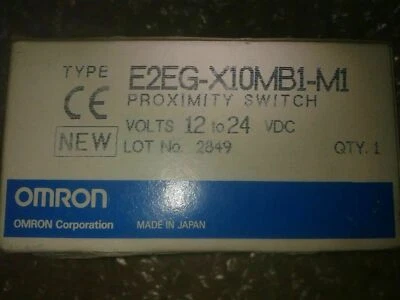 TYPE E2EG-X10MB1-M1
CE PROXIMITY SWITCH
VOLTS 12 to 24 VDC
NEW LOT No. 2849 QTY. 1
OMRON
OMRON Corporation MADE IN JAPAN